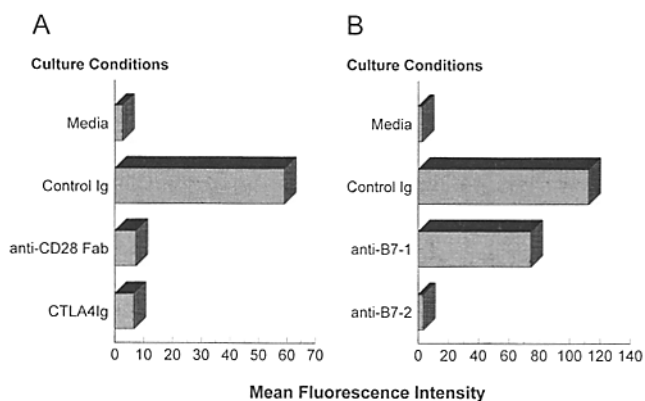 A
Culture Conditions
Media
Control Ig
anti-CD28 Fab
CTLA4Ig
0 10 20 30 40 50 60 70
B
Culture Conditions
Media
Control Ig
anti-B7-1
anti-B7-2
0 20 40 60 80 100 120 140
Mean Fluorescence Intensity